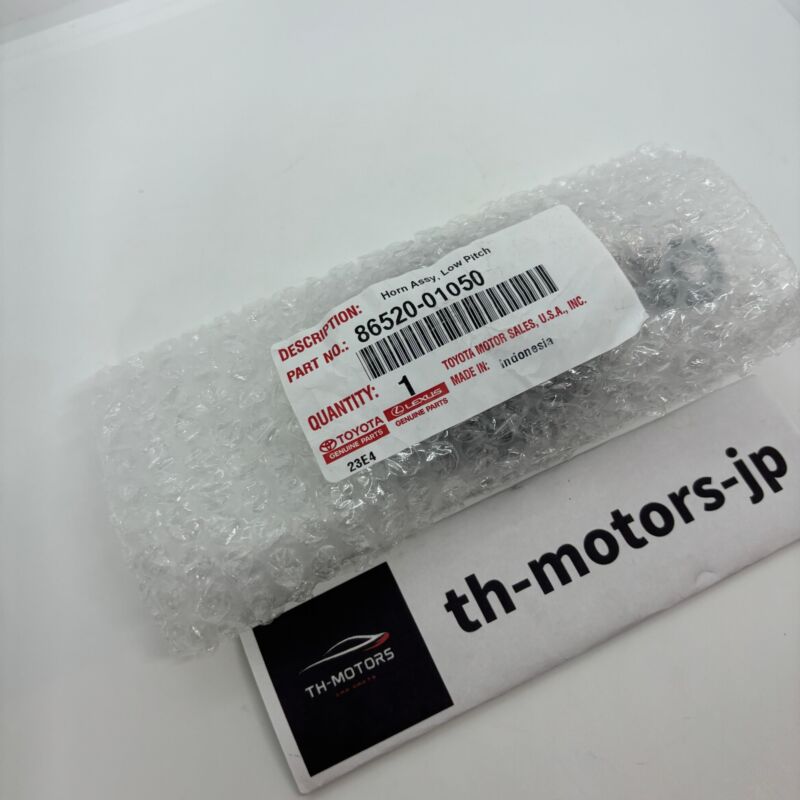 DESCRIPTION: Horn Assy, Low Pitch
PART NO.: 86520-01050
QUANTITY: 1
TOYOTA MOTOR SALES, U.S.A., INC.
MADE IN: Indonesia
TOYOTA
GENUINE PARTS
LEXUS
GENUINE PARTS
23E4
th-motors-jp
TH-MOTORS